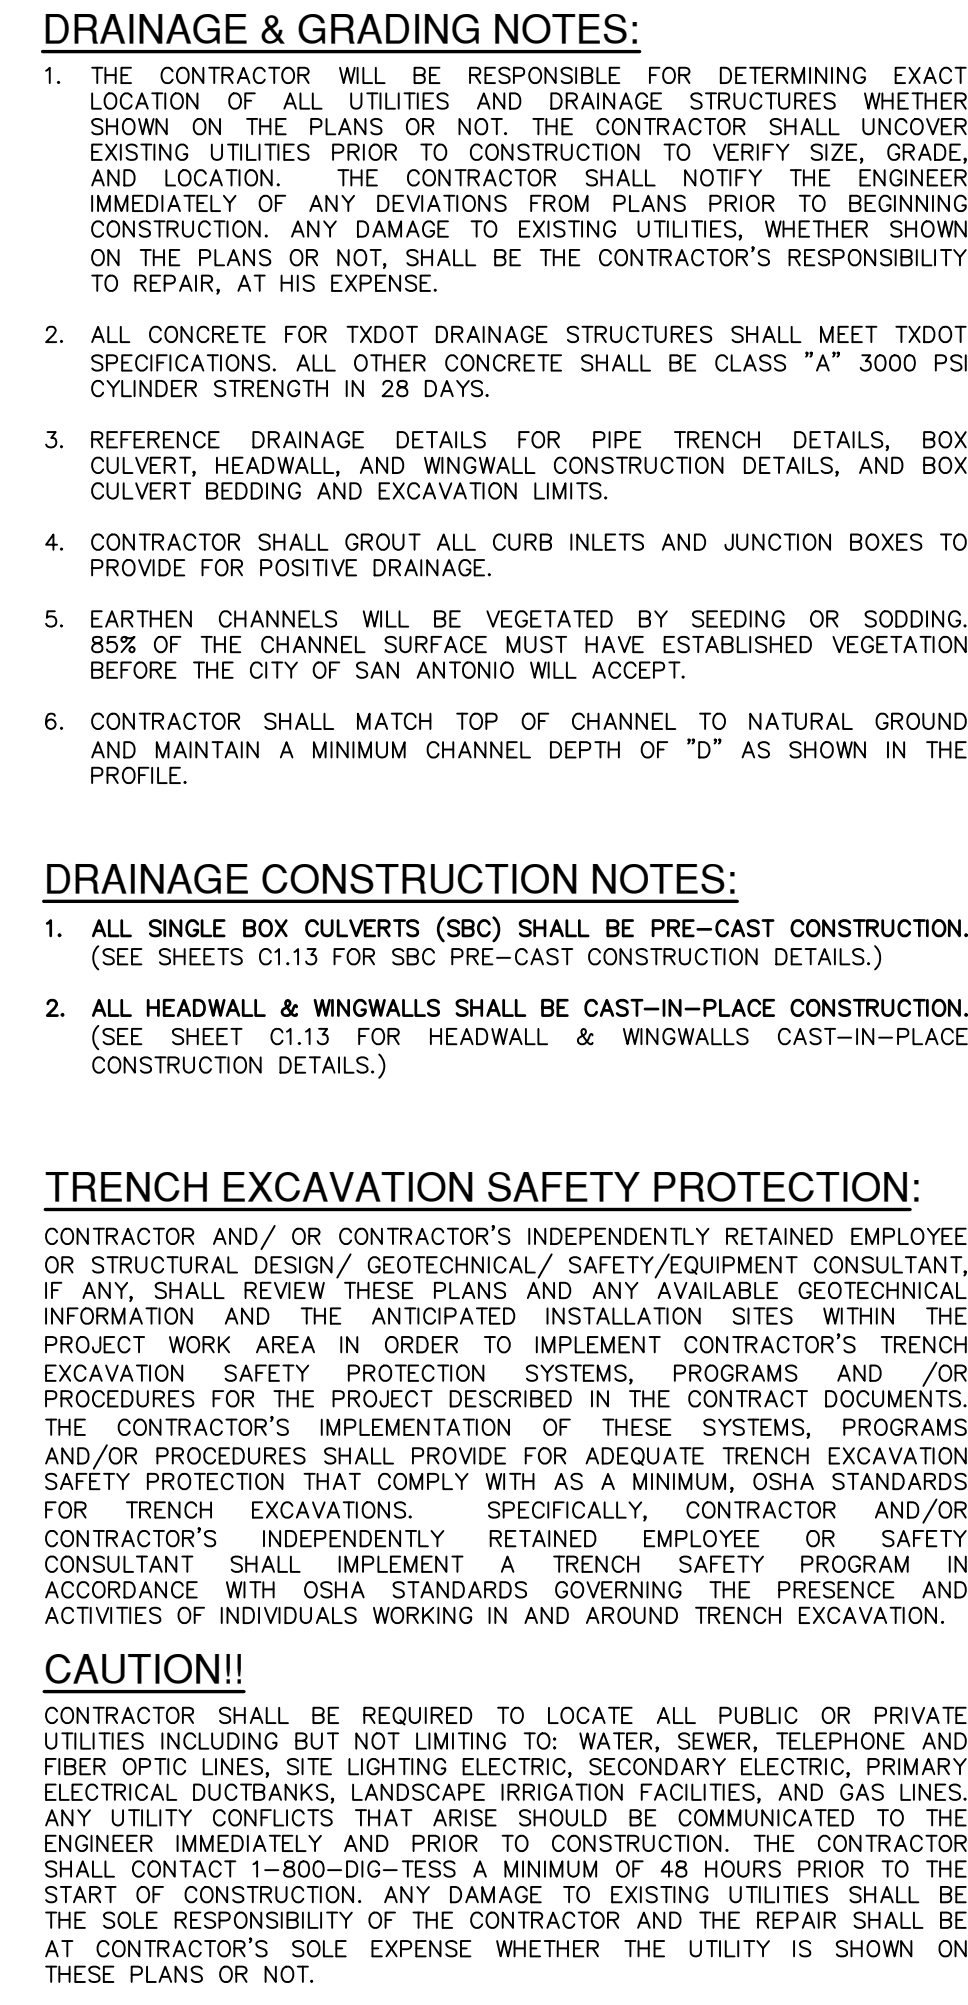 DRAINAGE & GRADING NOTES:
1. THE CONTRACTOR WILL BE RESPONSIBLE FOR DETERMINING EXACT
LOCATION OF ALL UTILITIES AND DRAINAGE STRUCTURES WHETHER
SHOWN ON THE PLANS OR NOT. THE CONTRACTOR SHALL UNCOVER
EXISTING UTILITIES PRIOR TO CONSTRUCTION TO VERIFY SIZE, GRADE,
AND LOCATION. THE CONTRACTOR SHALL NOTIFY THE ENGINEER
IMMEDIATELY OF ANY DEVIATIONS FROM PLANS PRIOR TO BEGINNING
CONSTRUCTION. ANY DAMAGE TO EXISTING UTILITIES, WHETHER SHOWN
ON THE PLANS OR NOT, SHALL BE THE CONTRACTOR'S RESPONSIBILITY
TO REPAIR, AT HIS EXPENSE.
2. ALL CONCRETE FOR TXDOT DRAINAGE STRUCTURES SHALL MEET TXDOT
SPECIFICATIONS. ALL OTHER CONCRETE SHALL BE CLASS "A" 3000 PSI
CYLINDER STRENGTH IN 28 DAYS.
3. REFERENCE DRAINAGE DETAILS FOR PIPE TRENCH DETAILS, BOX
CULVERT, HEADWALL, AND WINGWALL CONSTRUCTION DETAILS, AND BOX
CULVERT BEDDING AND EXCAVATION LIMITS.
4. CONTRACTOR SHALL GROUT ALL CURB INLETS AND JUNCTION BOXES TO
PROVIDE FOR POSITIVE DRAINAGE.
5. EARTHEN CHANNELS WILL BE VEGETATED BY SEEDING OR SODDING.
85% OF THE CHANNEL SURFACE MUST HAVE ESTABLISHED VEGETATION
BEFORE THE CITY OF SAN ANTONIO WILL ACCEPT.
6. CONTRACTOR SHALL MATCH TOP OF CHANNEL TO NATURAL GROUND
AND MAINTAIN A MINIMUM CHANNEL DEPTH OF "D" AS SHOWN IN THE
PROFILE.
DRAINAGE CONSTRUCTION NOTES:
1. ALL SINGLE BOX CULVERTS (SBC) SHALL BE PRE-CAST CONSTRUCTION.
(SEE SHEETS C1.13 FOR SBC PRE-CAST CONSTRUCTION DETAILS.)
2. ALL HEADWALL & WINGWALLS SHALL BE CAST-IN-PLACE CONSTRUCTION.
(SEE SHEET C1.13 FOR HEADWALL & WINGWALLS CAST-IN-PLACE
CONSTRUCTION DETAILS.)
TRENCH EXCAVATION SAFETY PROTECTION:
CONTRACTOR AND/ OR CONTRACTOR'S INDEPENDENTLY RETAINED EMPLOYEE
OR STRUCTURAL DESIGN/ GEOTECHNICAL/ SAFETY/EQUIPMENT CONSULTANT,
IF ANY, SHALL REVIEW THESE PLANS AND ANY AVAILABLE GEOTECHNICAL
INFORMATION AND THE ANTICIPATED INSTALLATION SITES WITHIN THE
PROJECT WORK AREA IN ORDER TO IMPLEMENT CONTRACTOR'S TRENCH
EXCAVATION SAFETY PROTECTION SYSTEMS, PROGRAMS AND /OR
PROCEDURES FOR THE PROJECT DESCRIBED IN THE CONTRACT DOCUMENTS.
THE CONTRACTOR'S IMPLEMENTATION OF THESE SYSTEMS, PROGRAMS
AND/OR PROCEDURES SHALL PROVIDE FOR ADEQUATE TRENCH EXCAVATION
SAFETY PROTECTION THAT COMPLY WITH AS A MINIMUM, OSHA STANDARDS
FOR TRENCH EXCAVATIONS. SPECIFICALLY, CONTRACTOR AND/OR
CONTRACTOR'S INDEPENDENTLY RETAINED EMPLOYEE OR SAFETY
CONSULTANT SHALL IMPLEMENT A TRENCH SAFETY PROGRAM IN
ACCORDANCE WITH OSHA STANDARDS GOVERNING THE PRESENCE AND
ACTIVITIES OF INDIVIDUALS WORKING IN AND AROUND TRENCH EXCAVATION.
CAUTION!!
CONTRACTOR SHALL BE REQUIRED TO LOCATE ALL PUBLIC OR PRIVATE
UTILITIES INCLUDING BUT NOT LIMITING TO: WATER, SEWER, TELEPHONE AND
FIBER OPTIC LINES, SITE LIGHTING ELECTRIC, SECONDARY ELECTRIC, PRIMARY
ELECTRICAL DUCTBANKS, LANDSCAPE IRRIGATION FACILITIES, AND GAS LINES.
ANY UTILITY CONFLICTS THAT ARISE SHOULD BE COMMUNICATED TO THE
ENGINEER IMMEDIATELY AND PRIOR TO CONSTRUCTION. THE CONTRACTOR
SHALL CONTACT 1-800-DIG-TESS A MINIMUM OF 48 HOURS PRIOR TO THE
START OF CONSTRUCTION. ANY DAMAGE TO EXISTING UTILITIES SHALL BE
THE SOLE RESPONSIBILITY OF THE CONTRACTOR AND THE REPAIR SHALL BE
AT CONTRACTOR'S SOLE EXPENSE WHETHER THE UTILITY IS SHOWN ON
THESE PLANS OR NOT.